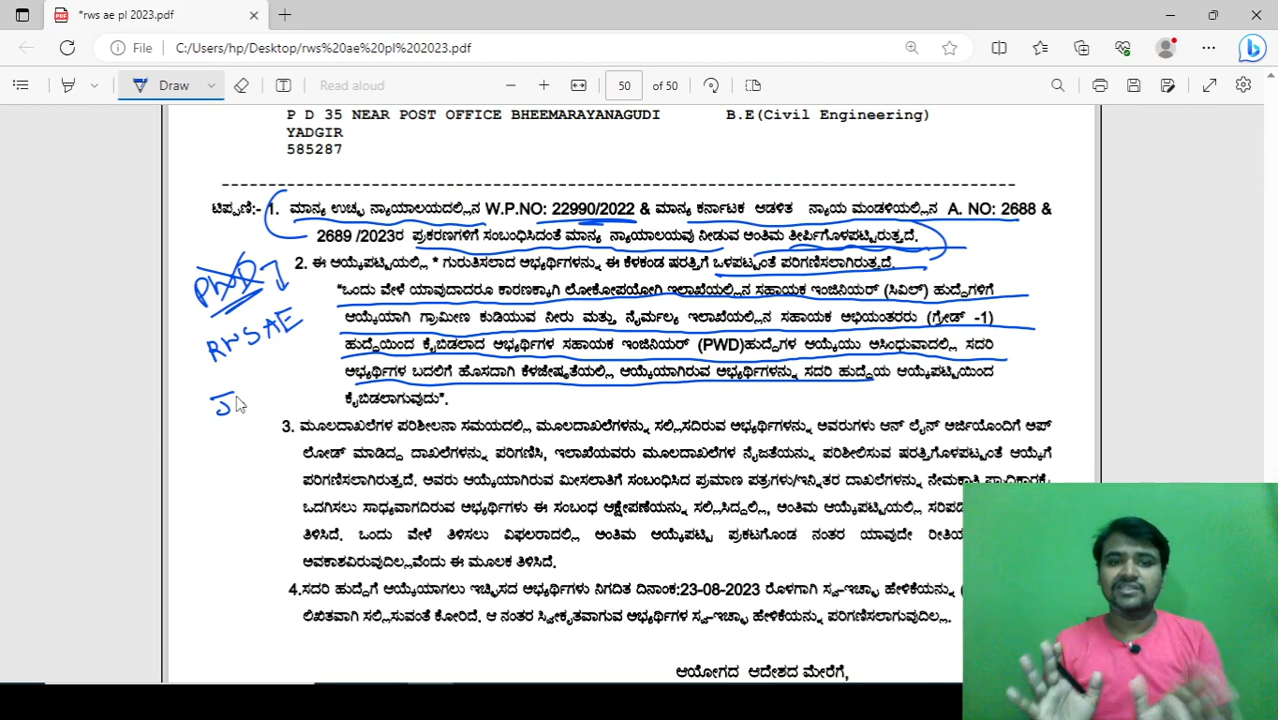 *rws ae pl 2023.pdf
File C:/Users/hp/Desktop/rws%20ae%20pl%202023.pdf
Draw Read aloud 50 of 50
P D 35 NEAR POST OFFICE BHEEMARAYANAGUDI B.E(Civil Engineering)
YADGIR
585287
ಟಿಪ್ಪಣಿ:- 1. ಮಾನ್ಯ ಉಚ್ಛ ನ್ಯಾಯಾಲಯದಲ್ಲಿನ W.P.NO: 22990/2022 & ಮಾನ್ಯ ಕರ್ನಾಟಕ ಆಡಳಿತ ನ್ಯಾಯ ಮಂಡಳಿಯಲ್ಲಿನ A. NO: 2688 &
2689 /2023ರ ಪ್ರಕರಣಗಳಿಗೆ ಸಂಬಂಧಿಸಿದಂತೆ ಮಾನ್ಯ ನ್ಯಾಯಾಲಯವು ನೀಡುವ ಅಂತಿಮ ತೀರ್ಪಿಗೊಳಪಟ್ಟಿರುತ್ತದೆ.
2. ಈ ಆಯ್ಕೆಪಟ್ಟಿಯಲ್ಲಿ * ಗುರುತಿಸಲಾದ ಅಭ್ಯರ್ಥಿಗಳನ್ನು ಈ ಕೆಳಕಂಡ ಷರತ್ತಿಗೆ ಒಳಪಟ್ಟಂತೆ ಪರಿಗಣಿಸಲಾಗಿರುತ್ತದೆ.
PWD
"ಒಂದು ವೇಳೆ ಯಾವುದಾದರೂ ಕಾರಣಕ್ಕಾಗಿ ಲೋಕೋಪಯೋಗಿ ಇಲಾಖೆಯಲ್ಲಿನ ಸಹಾಯಕ ಇಂಜಿನಿಯರ್ (ಸಿವಿಲ್) ಹುದ್ದೆಗಳಿಗೆ
RWS AE
ಆಯ್ಕೆಯಾಗಿ ಗ್ರಾಮೀಣ ಕುಡಿಯುವ ನೀರು ಮತ್ತು ನೈರ್ಮಲ್ಯ ಇಲಾಖೆಯಲ್ಲಿನ ಸಹಾಯಕ ಅಭಿಯಂತರರು (ಗ್ರೇಡ್ -1)
ಹುದ್ದೆಯಿಂದ ಕೈಬಿಡಲಾದ ಅಭ್ಯರ್ಥಿಗಳ ಸಹಾಯಕ ಇಂಜಿನಿಯರ್ (PWD)ಹುದ್ದೆಗಳ ಆಯ್ಕೆಯು ಅಸಿಂಧುವಾದಲ್ಲಿ ಸದರಿ
ಅಭ್ಯರ್ಥಿಗಳ ಬದಲಿಗೆ ಹೊಸದಾಗಿ ಕೆಳಜೇಷ್ಠತೆಯಲ್ಲಿ ಆಯ್ಕೆಯಾಗಿರುವ ಅಭ್ಯರ್ಥಿಗಳನ್ನು ಸದರಿ ಹುದ್ದೆಯ ಆಯ್ಕೆಪಟ್ಟಿಯಿಂದ
J
ಕೈಬಿಡಲಾಗುವುದು".
3. ಮೂಲದಾಖಲೆಗಳ ಪರಿಶೀಲನಾ ಸಮಯದಲ್ಲಿ ಮೂಲದಾಖಲೆಗಳನ್ನು ಸಲ್ಲಿಸದಿರುವ ಅಭ್ಯರ್ಥಿಗಳನ್ನು ಅವರುಗಳು ಆನ್ ಲೈನ್ ಅರ್ಜಿಯೊಂದಿಗೆ ಅಪ್
ಲೋಡ್ ಮಾಡಿದ್ದ ದಾಖಲೆಗಳನ್ನು ಪರಿಗಣಿಸಿ, ಇಲಾಖೆಯವರು ಮೂಲದಾಖಲೆಗಳ ನೈಜತೆಯನ್ನು ಪರಿಶೀಲಿಸುವ ಷರತ್ತಿಗೊಳಪಟ್ಟಂತೆ ಆಯ್ಕೆಗೆ
ಪರಿಗಣಿಸಲಾಗಿರುತ್ತದೆ. ಅವರು ಆಯ್ಕೆಯಾಗಿರುವ ಮೀಸಲಾತಿಗೆ ಸಂಬಂಧಿಸಿದ ಪ್ರಮಾಣ ಪತ್ರಗಳು/ಇನ್ನಿತರ ದಾಖಲೆಗಳನ್ನು ನೇಮಕಾತಿ ಪ್ರಾಧಿಕಾರಕ್ಕೆ
ಒದಗಿಸಲು ಸಾಧ್ಯವಾಗದಿರುವ ಅಭ್ಯರ್ಥಿಗಳು ಈ ಸಂಬಂಧ ಆಕ್ಷೇಪಣೆಯನ್ನು ಸಲ್ಲಿಸಿದ್ದಲ್ಲಿ, ಅಂತಿಮ ಆಯ್ಕೆಪಟ್ಟಿಯಲ್ಲಿ
ತಿಳಿಸಿದೆ. ಒಂದು ವೇಳೆ ತಿಳಿಸಲು ವಿಫಲರಾದಲ್ಲಿ ಅಂತಿಮ ಆಯ್ಕೆಪಟ್ಟಿ ಪ್ರಕಟಗೊಂಡ ನಂತರ ಯಾವುದೇ
ಅವಕಾಶವಿರುವುದಿಲ್ಲವೆಂದು ಈ ಮೂಲಕ ತಿಳಿಸಿದೆ.
4.ಸದರಿ ಹುದ್ದೆಗೆ ಆಯ್ಕೆಯಾಗಲು ಇಚ್ಛಿಸದ ಅಭ್ಯರ್ಥಿಗಳು ನಿಗದಿತ ದಿನಾಂಕ:23-08-2023 ರೊಳಗಾಗಿ ಸ್ವ-ಇಚ್ಛಾ ಹೇಳಿಕೆಯನ್ನು
ಲಿಖಿತವಾಗಿ ಸಲ್ಲಿಸುವಂತೆ ಕೋರಿದೆ. ಆ ನಂತರ ಸ್ವೀಕೃತವಾಗುವ ಅಭ್ಯರ್ಥಿಗಳ ಸ್ವ-ಇಚ್ಛಾ ಹೇಳಿಕೆಯನ್ನು ಪರಿಗಣಿಸಲಾಗುವುದಿಲ್ಲ.
ಆಯೋಗದ ಆದೇಶದ ಮೇರೆಗೆ,